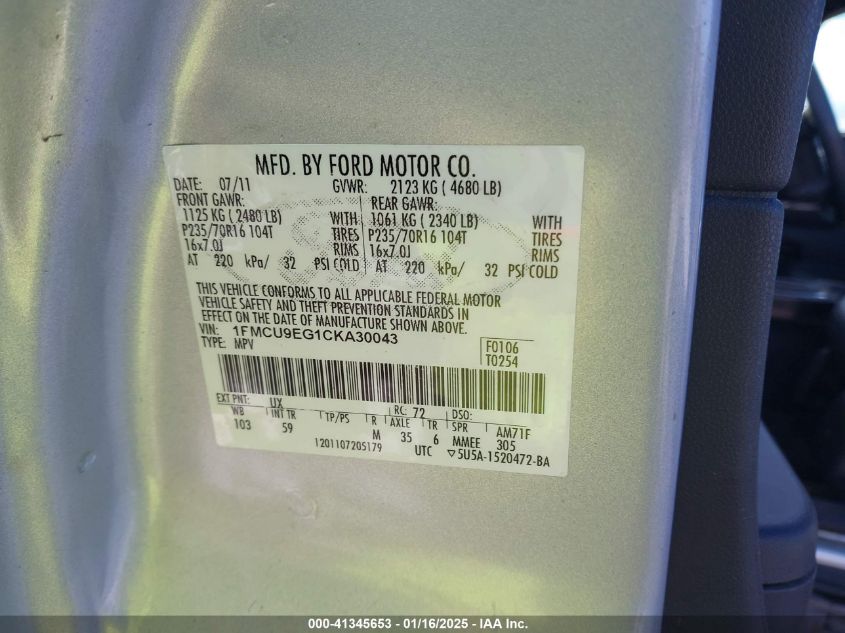 MFD. BY FORD MOTOR CO.
DATE: 07/11 GVWR: 2123 KG ( 4680 LB)
FRONT GAWR: REAR GAWR:
1125 KG ( 2480 LB) WITH 1061 KG ( 2340 LB) WITH
P235/70R16 104T TIRES P235/70R16 104T TIRES
16x7.0J RIMS 16x7.0J RIMS
AT 220 kPa/ 32 PSI COLD AT 220 kPa/ 32 PSI COLD
THIS VEHICLE CONFORMS TO ALL APPLICABLE FEDERAL MOTOR
VEHICLE SAFETY AND THEFT PREVENTION STANDARDS IN
EFFECT ON THE DATE OF MANUFACTURE SHOWN ABOVE.
VIN: 1FMCU9EG1CKA30043 F0106
TYPE: MPV T0254
EXT PNT: UX RC: 72 DSO:
WB INT TR TP/PS R AXLE TR SPR AM71F
103 59 M 35 6 MMEE 305
1201107205179 UTC ▽5U5A-1520472-BA
000-41345653 - 01/16/2025 - IAA, Inc.